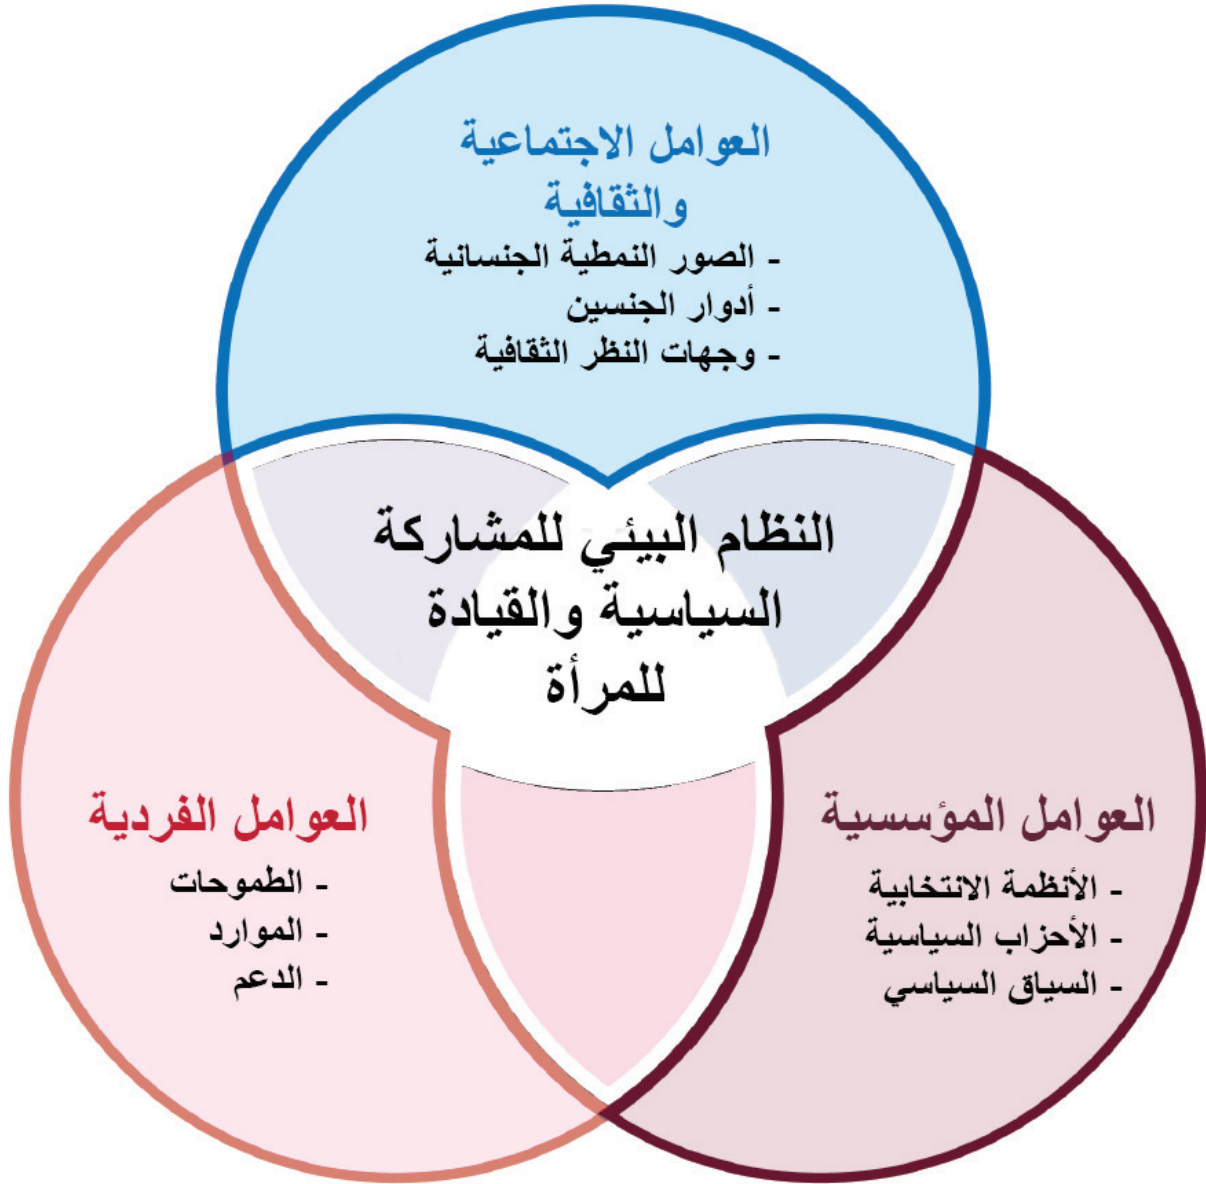 العوامل الاجتماعية
والثقافية
- الصور النمطية الجنسانية
- أدوار الجنسين
- وجهات النظر الثقافية
النظام البيئي للمشاركة
السياسية والقيادة
للمرأة
العوامل المؤسسية
- الأنظمة الانتخابية
- الأحزاب السياسية
- السياق السياسي
العوامل الفردية
- الطموحات
- الموارد
- الدعم